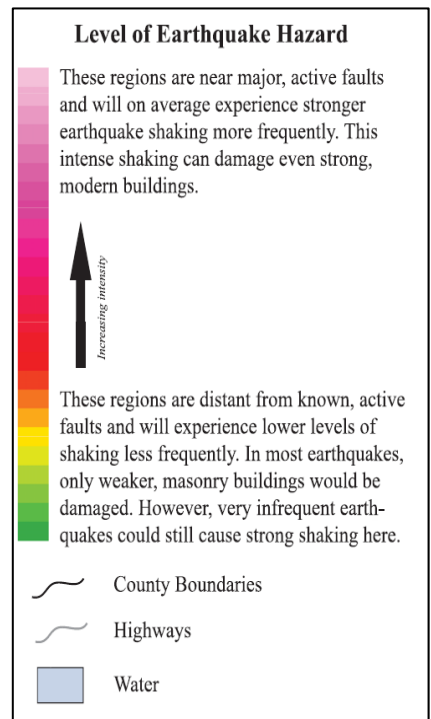 Level of Earthquake Hazard
These regions are near major, active faults
and will on average experience stronger
earthquake shaking more frequently. This
intense shaking can damage even strong,
modern buildings.
Increasing intensity
These regions are distant from known, active
faults and will experience lower levels of
shaking less frequently. In most earthquakes,
only weaker, masonry buildings would be
damaged. However, very infrequent earth-
quakes could still cause strong shaking here.
County Boundaries
Highways
Water